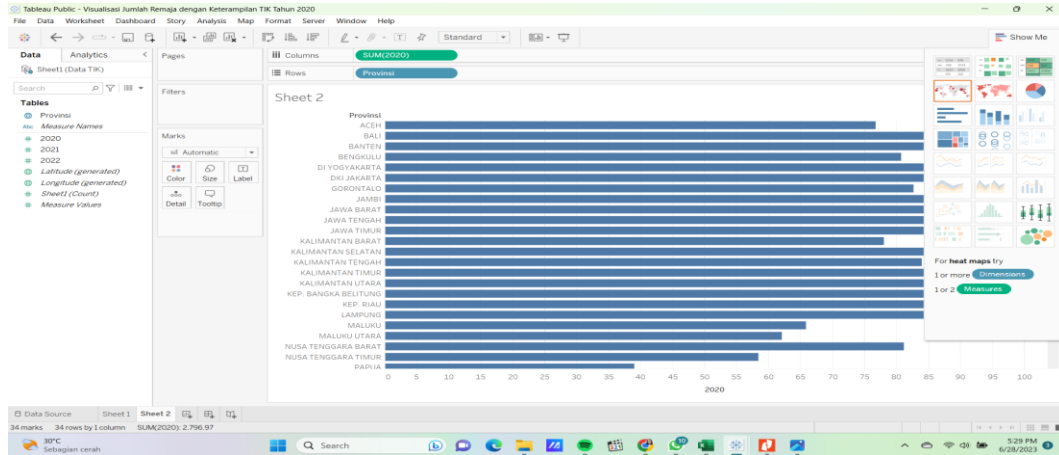 Tableau Public - Visualisasi Jumlah Remaja dengan Keterampilan TIK Tahun 2020
File Data Worksheet Dashboard Story Analysis Map Format Server Window Help
Standard
Show Me
Data Analytics
Pages
Columns SUM(2020)
Sheet1 (Data TIK)
Rows Provinsi
Search
Filters
Tables
Sheet 2
Provinsi
Abc Measure Names
2020
2021
2022
Latitude (generated)
Longitude (generated)
Sheet1 (Count)
Measure Values
Marks
Automatic
Color Size Label
Detail Tooltip
Provinsi
ACEH
BALI
BANTEN
BENGKULU
DI YOGYAKARTA
DKI JAKARTA
GORONTALO
JAMBI
JAWA BARAT
JAWA TENGAH
JAWA TIMUR
KALIMANTAN BARAT
KALIMANTAN SELATAN
KALIMANTAN TENGAH
KALIMANTAN TIMUR
KALIMANTAN UTARA
KEP. BANGKA BELITUNG
KEP. RIAU
LAMPUNG
MALUKU
MALUKU UTARA
NUSA TENGGARA BARAT
NUSA TENGGARA TIMUR
PAPUA
0 5 10 15 20 25 30 35 40 45 50 55 60 65 70 75 80 85 90 95 100
2020
For heat maps try
1 or more Dimensions
1 or 2 Measures
Data Source Sheet 1 Sheet 2
34 marks 34 rows by 1 column SUM(2020): 2.796.97
30°C
Sebagian cerah
Search
10
5:29 PM
6/28/2023